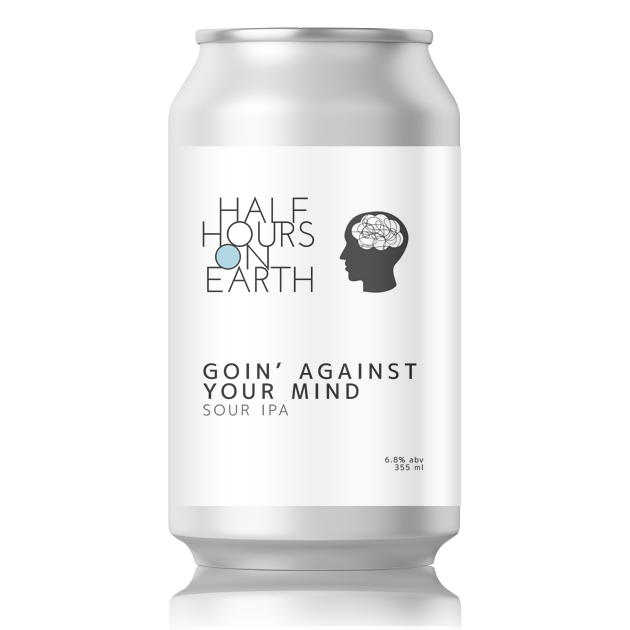 HALF
HOURS
ON
EARTH
GOIN' AGAINST
YOUR MIND
SOUR IPA
6.8% abv
355 ml